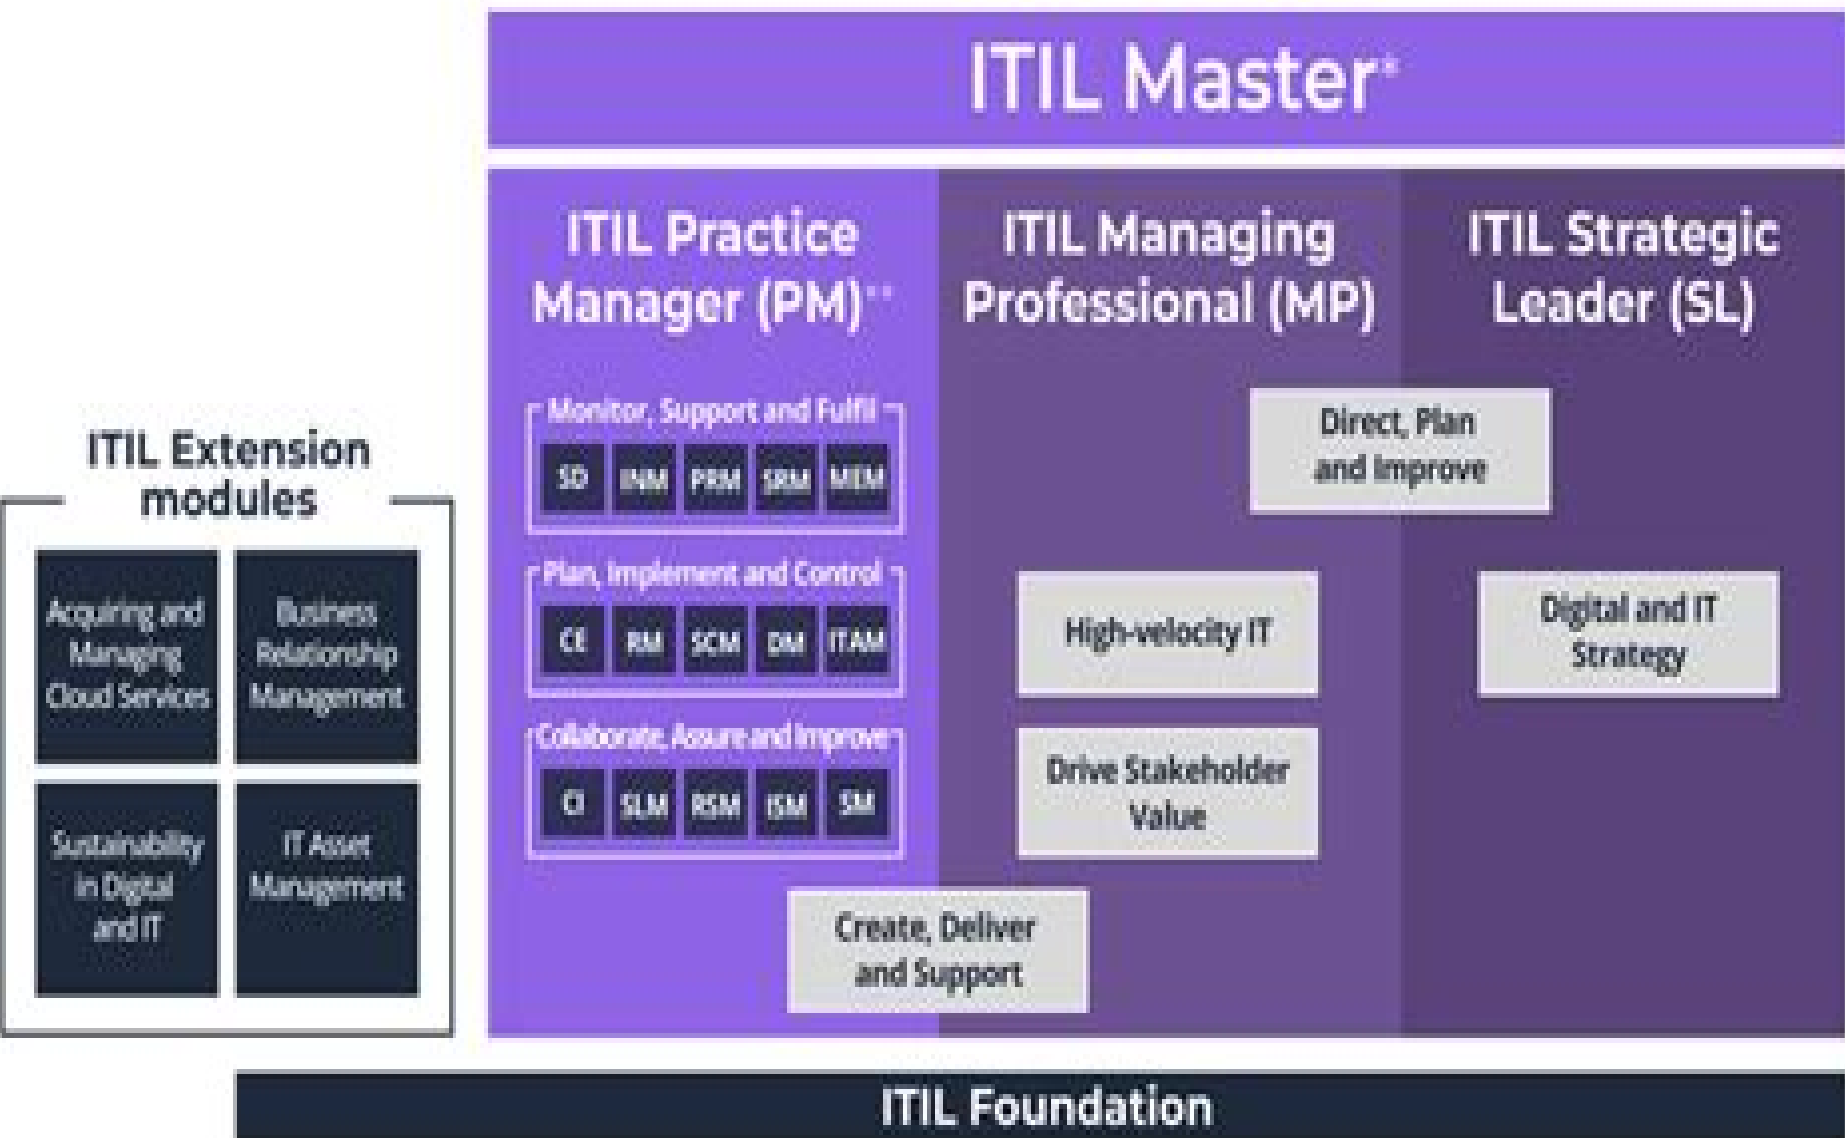 ITIL Master*
ITIL Practice
Manager (PM)**
ITIL Managing
Professional (MP)
ITIL Strategic
Leader (SL)
Monitor, Support and Fulfil
SD INM PRM SRM MEM
Plan, Implement and Control
CE RM SCM DM ITAM
Collaborate, Assure and Improve
CI SLM RSM ISM SM
Direct, Plan
and Improve
High-velocity IT
Digital and IT
Strategy
Drive Stakeholder
Value
Create, Deliver
and Support
ITIL Extension
modules
Acquiring and
Managing
Cloud Services
Business
Relationship
Management
Sustainability
in Digital
and IT
IT Asset
Management
ITIL Foundation